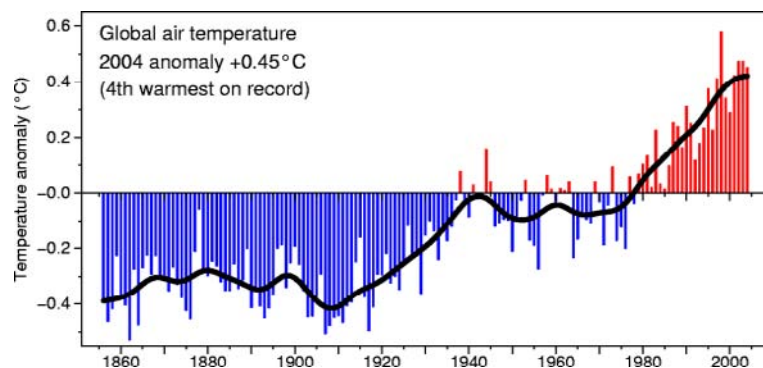 Global air temperature
2004 anomaly +0.45°C
(4th warmest on record)
Temperature anomaly (°C)
0.6
0.4
0.2
-0.0
-0.2
-0.4
1860 1880 1900 1920 1940 1960 1980 2000